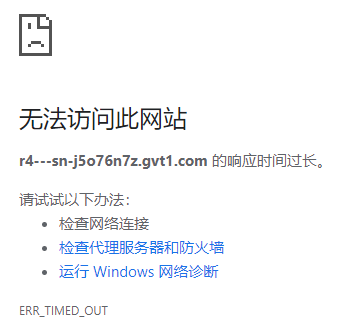 无法访问此网站
r4---sn-j5o76n7z.gvt1.com 的响应时间过长。
请试试以下办法：
检查网络连接
检查代理服务器和防火墙
运行 Windows 网络诊断
ERR_TIMED_OUT